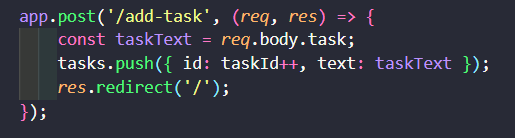 app.post('/add-task', (req, res) => {
    const taskText = req.body.task;
    tasks.push({ id: taskId++, text: taskText });
    res.redirect('/');
});